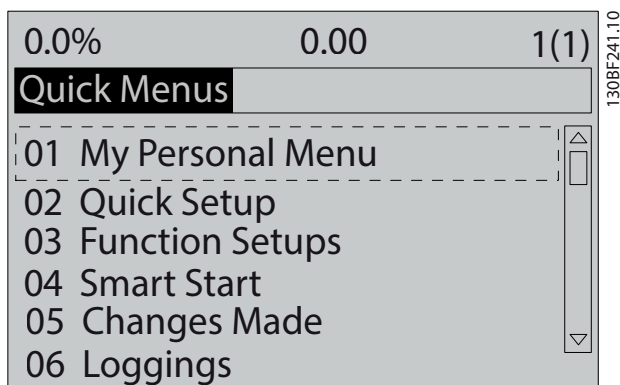 0.0% 0.00 1(1)
Quick Menus
01 My Personal Menu
02 Quick Setup
03 Function Setups
04 Smart Start
05 Changes Made
06 Loggings
130BF241.10